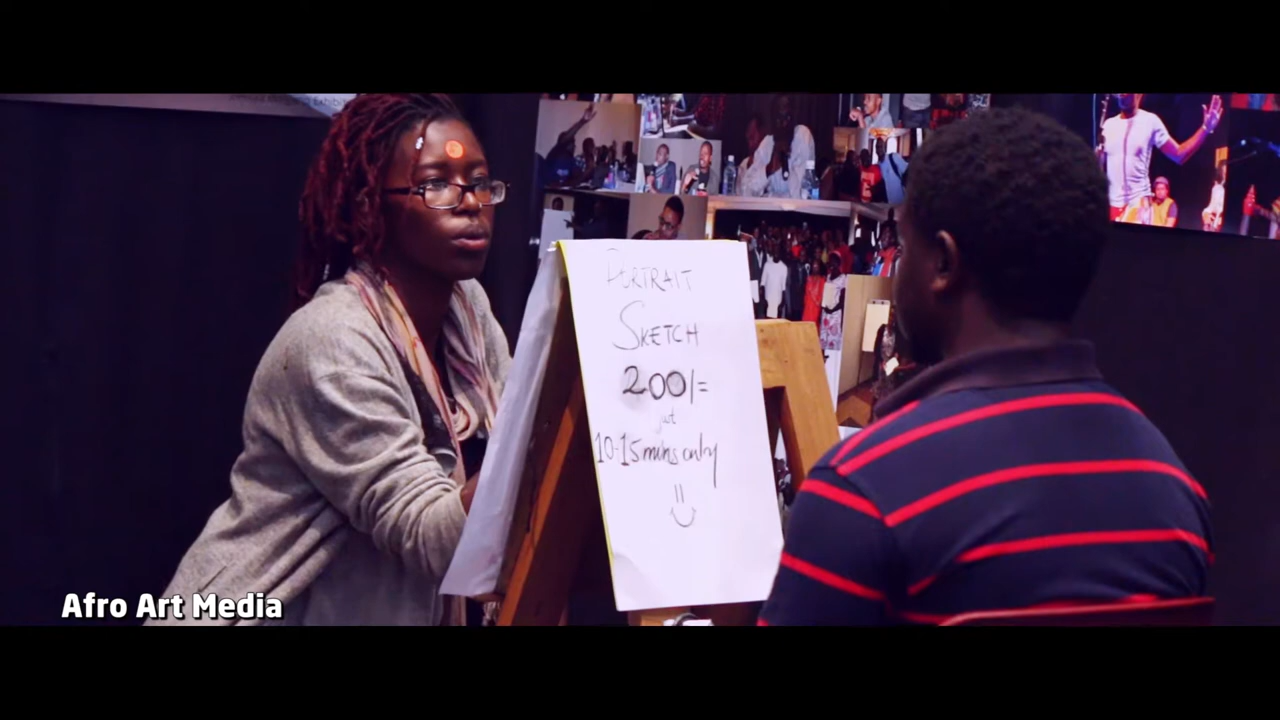 PORTRAIT
SKETCH
200/=
just
10-15 mins only
Afro Art Media